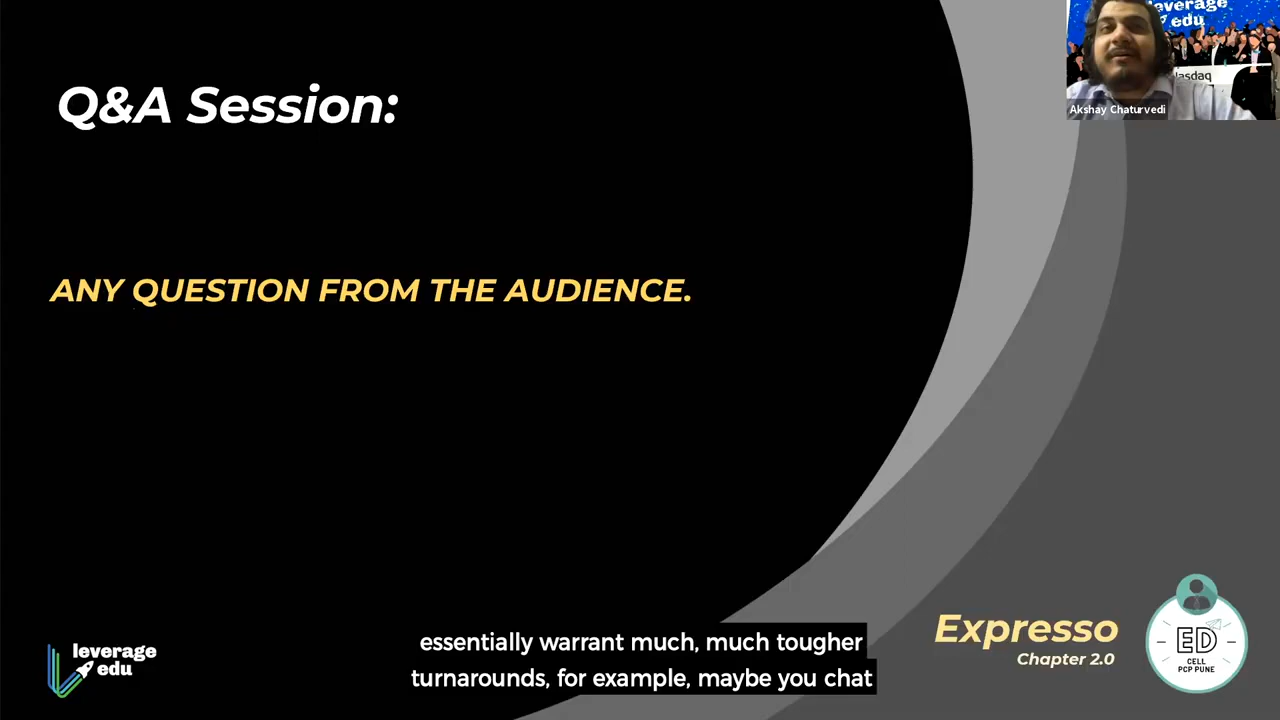 Q&A Session:
ANY QUESTION FROM THE AUDIENCE.
leverage
edu
Nasdaq
Akshay Chaturvedi
essentially warrant much, much tougher
turnarounds, for example, maybe you chat
Expresso
Chapter 2.0
ED
CELL
PCP PUNE
leverage
edu